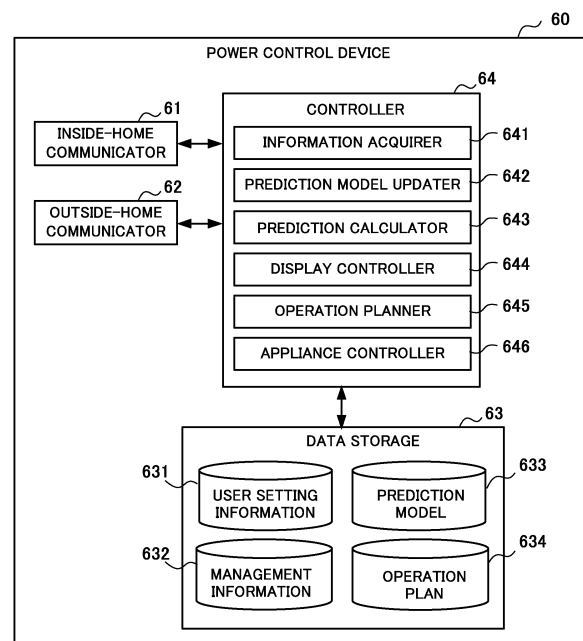 60
POWER CONTROL DEVICE
61
INSIDE-HOME
COMMUNICATOR
62
OUTSIDE-HOME
COMMUNICATOR
64
CONTROLLER
INFORMATION ACQUIRER
641
PREDICTION MODEL UPDATER
642
PREDICTION CALCULATOR
643
DISPLAY CONTROLLER
644
OPERATION PLANNER
645
APPLIANCE CONTROLLER
646
63
DATA STORAGE
631
USER SETTING
INFORMATION
633
PREDICTION
MODEL
632
MANAGEMENT
INFORMATION
634
OPERATION
PLAN